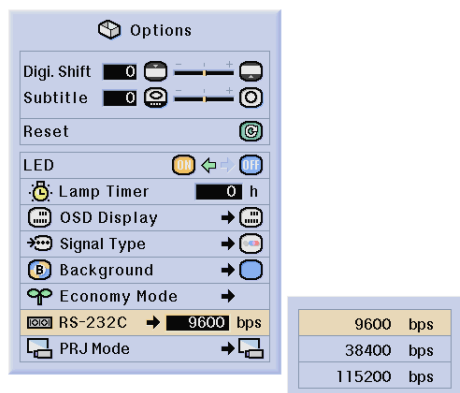 Options
Digi. Shift 0 - +
Subtitle 0 - +
Reset
LED ON OFF
Lamp Timer 0 h
OSD Display
Signal Type
B Background
Economy Mode
RS-232C 9600 bps
PRJ Mode
9600 bps
38400 bps
115200 bps